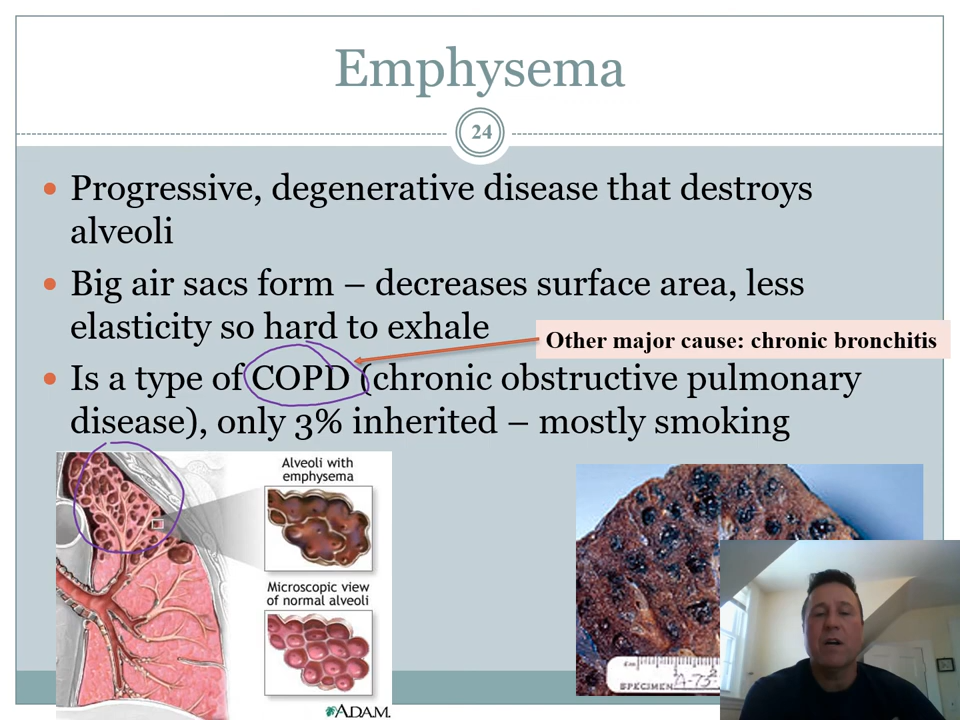 Emphysema
24
• Progressive, degenerative disease that destroys
alveoli
• Big air sacs form – decreases surface area, less
elasticity so hard to exhale
Other major cause: chronic bronchitis
• Is a type of COPD (chronic obstructive pulmonary
disease), only 3% inherited – mostly smoking
Alveoli with
emphysema
Microscopic view
of normal alveoli
ADAM.
SPECIMEN A-75-